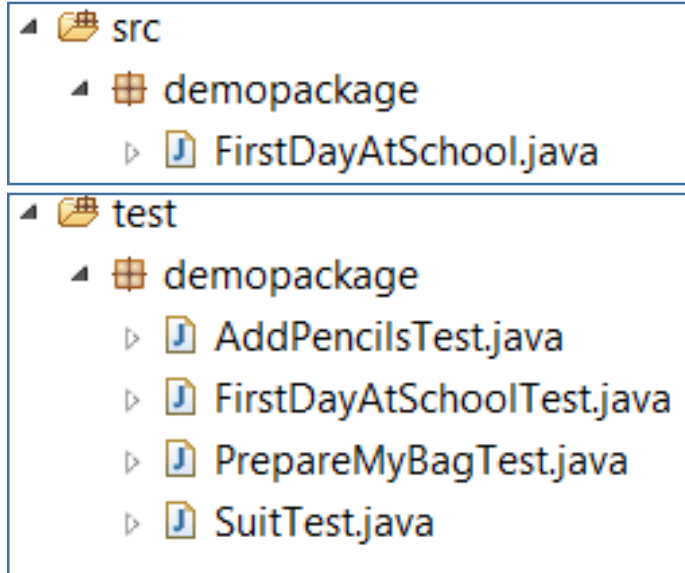 src
demopackage
FirstDayAtSchool.java
test
demopackage
AddPencilsTest.java
FirstDayAtSchoolTest.java
PrepareMyBagTest.java
SuitTest.java